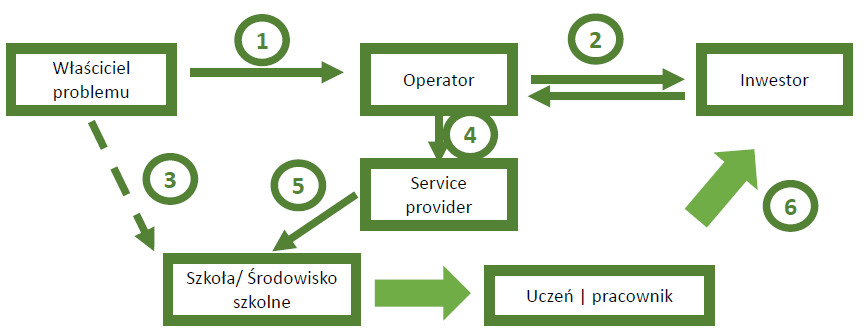 1
2
Właściciel
problemu
Operator
Inwestor
4
3
5
Service
provider
6
Szkoła/ Środowisko
szkolne
Uczeń | pracownik